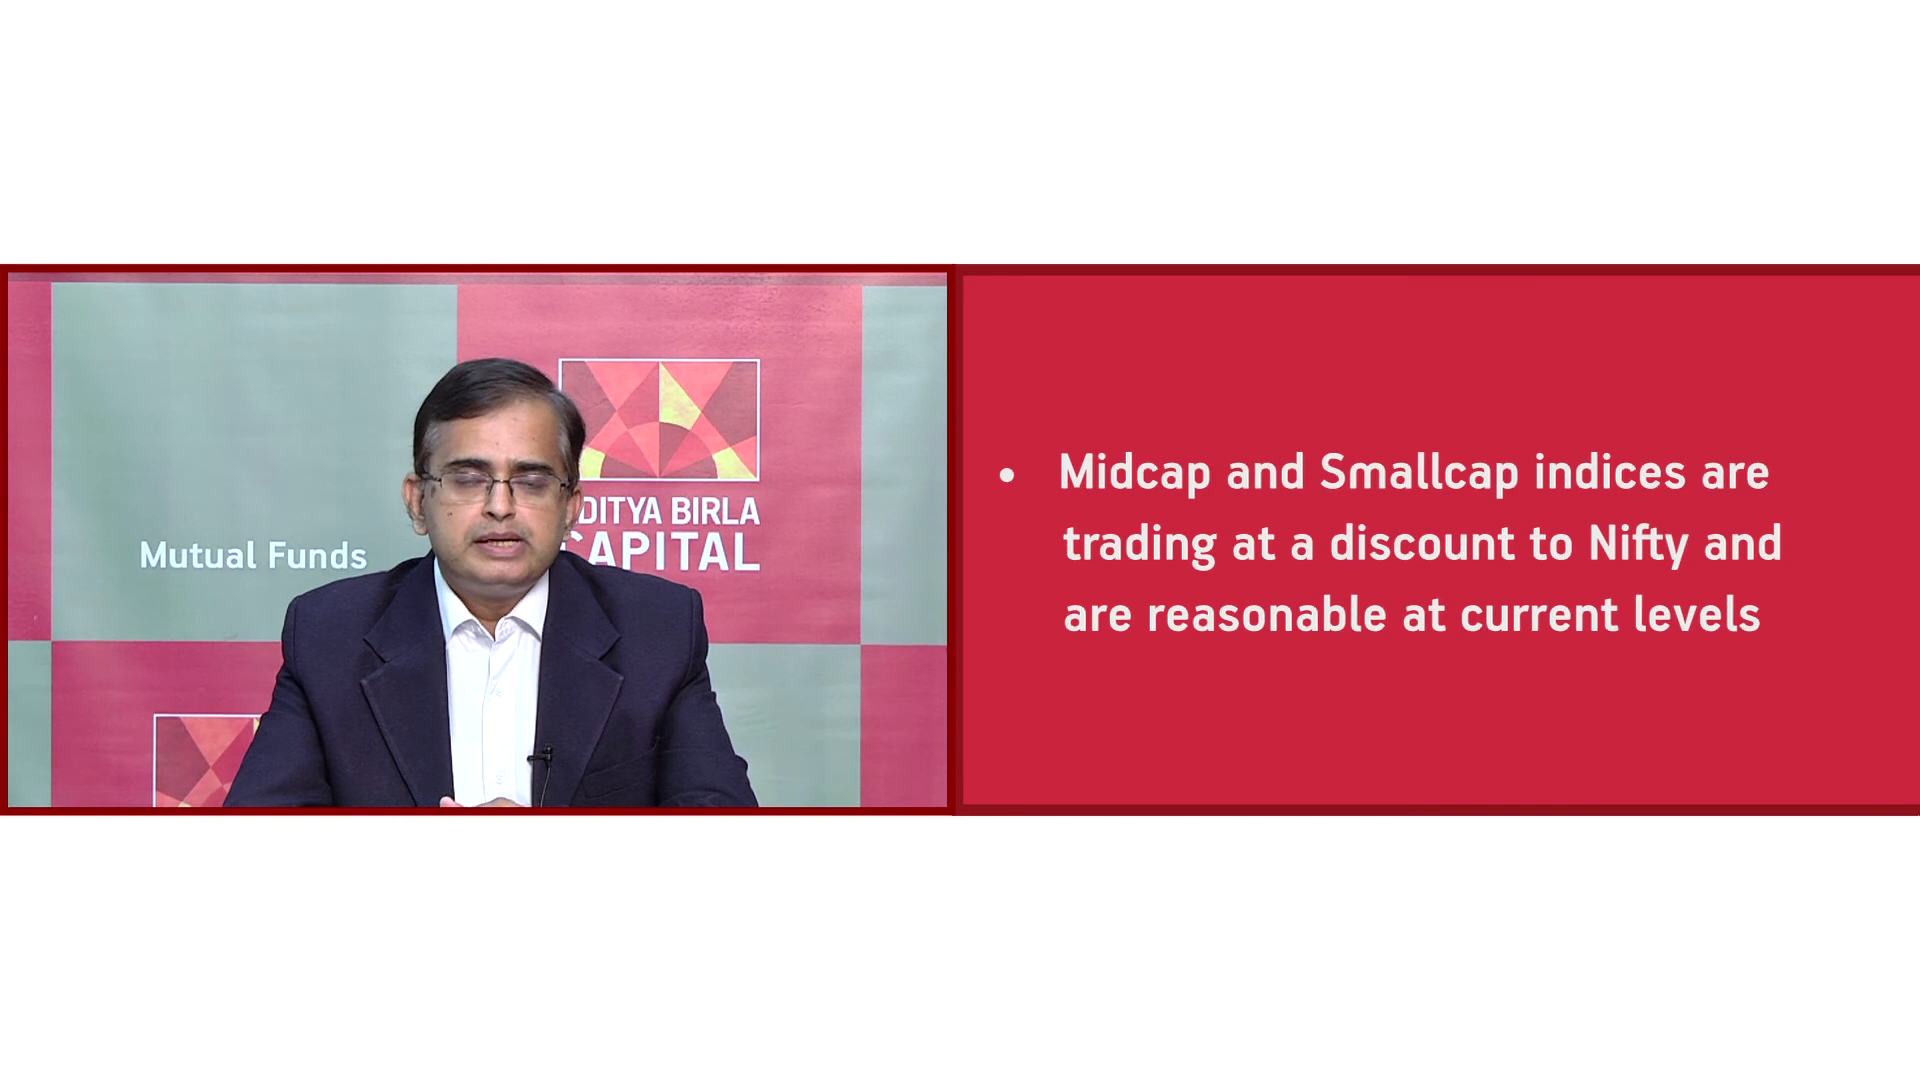 Mutual Funds
DITYA BIRLA
CAPITAL
• Midcap and Smallcap indices are
trading at a discount to Nifty and
are reasonable at current levels